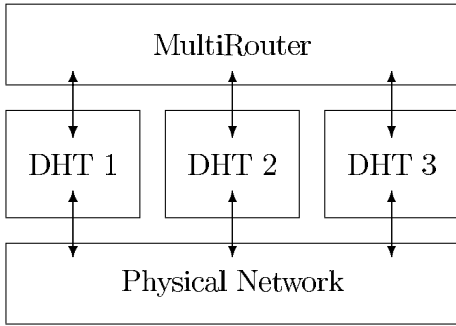 MultiRouter
DHT 1
DHT 2
DHT 3
Physical Network